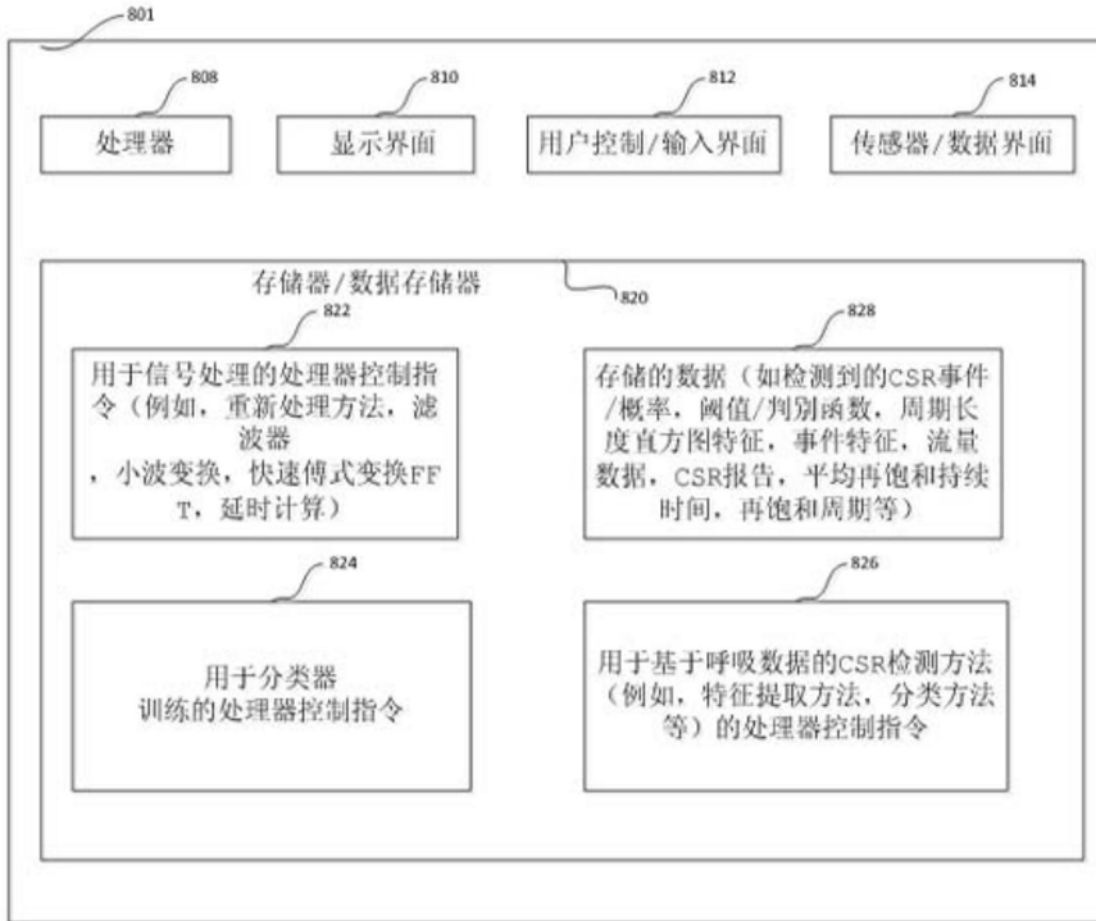 801
808
810
812
814
处理器
显示界面
用户控制/输入界面
传感器/数据界面
存储器/数据存储器
820
822
用于信号处理的处理器控制指
令（例如，重新处理方法，滤
波器
，小波变换，快速傅式变换FF
T，延时计算）
828
存储的数据（如检测到的CSR事件
/概率，阈值/判别函数，周期长
度直方图特征，事件特征，流量
数据，CSR报告，平均再饱和持续
时间，再饱和周期等）
824
用于分类器
训练的处理器控制指令
826
用于基于呼吸数据的CSR检测方法
（例如，特征提取方法，分类方法
等）的处理器控制指令